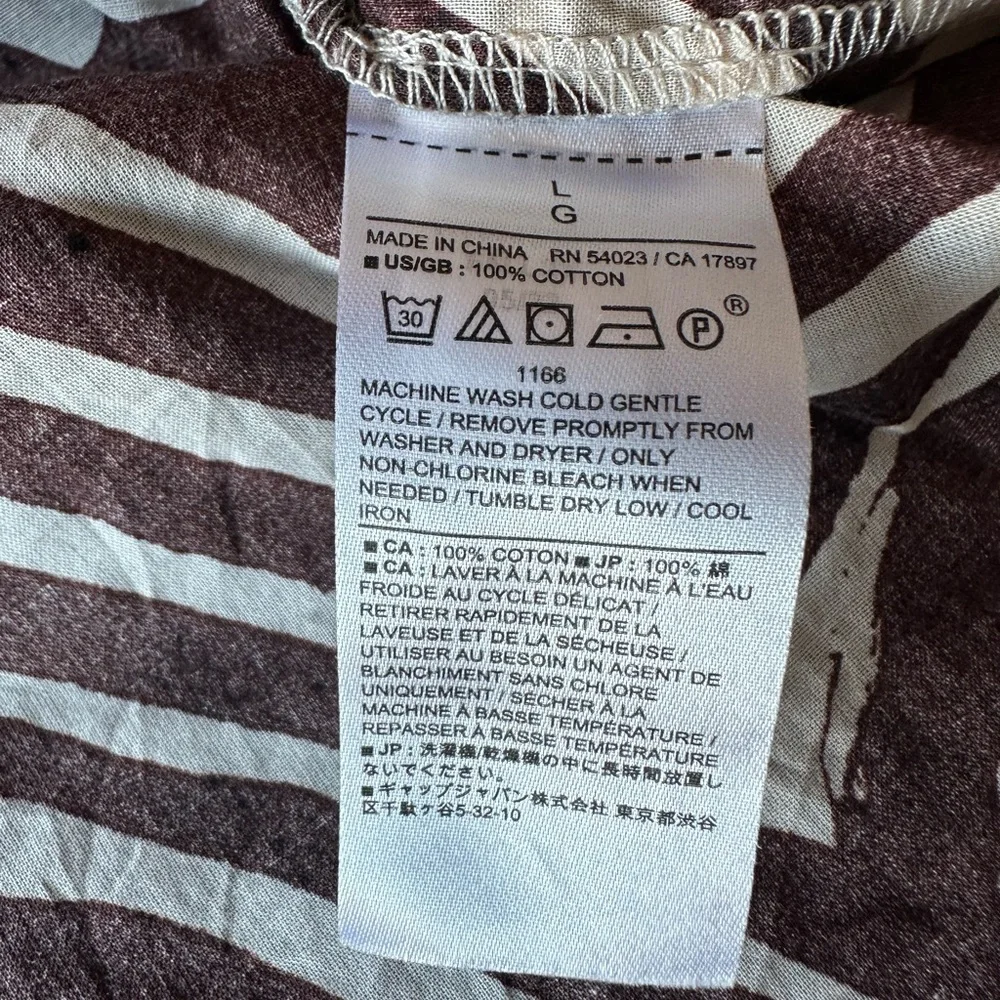 L
G
MADE IN CHINA RN 54023 / CA 17897
■ US/GB : 100% COTTON
30 P ®
1166
MACHINE WASH COLD GENTLE
CYCLE / REMOVE PROMPTLY FROM
WASHER AND DRYER / ONLY
NON-CHLORINE BLEACH WHEN
NEEDED / TUMBLE DRY LOW / COOL
IRON
■ CA : 100% COTON ■ JP : 100% 綿
■ CA : LAVER À LA MACHINE À L'EAU
FROIDE AU CYCLE DÉLICAT /
RETIRER RAPIDEMENT DE LA
LAVEUSE ET DE LA SÉCHEUSE /
UTILISER AU BESOIN UN AGENT DE
BLANCHIMENT SANS CHLORE
UNIQUEMENT / SÉCHER À LA
MACHINE À BASSE TEMPÉRATURE /
REPASSER À BASSE TEMPÉRATURE
■ JP : 洗濯機/乾燥機の中に長時間放置し
ないでください。
■ ギャップジャパン株式会社 東京都渋谷
区千駄ケ谷5-32-10